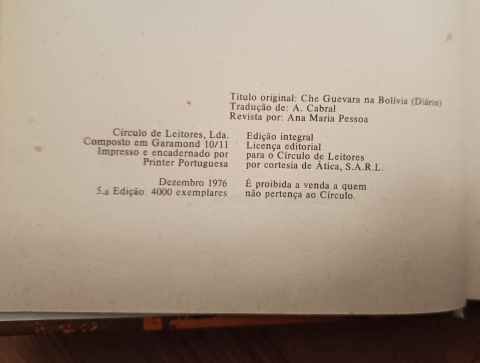 Título original: Che Guevara na Bolívia (Diário)
Tradução de: A. Cabral
Revista por: Ana Maria Pessoa
Círculo de Leitores, Lda.
Composto em Garamond 10/11
Impresso e encadernado por
Printer Portuguesa
Edição integral
Licença editorial
para o Círculo de Leitores
por cortesia de Ática, S.A.R.L.
Dezembro 1976
5.a Edição: 4000 exemplares
É proibida a venda a quem
não pertença ao Círculo.